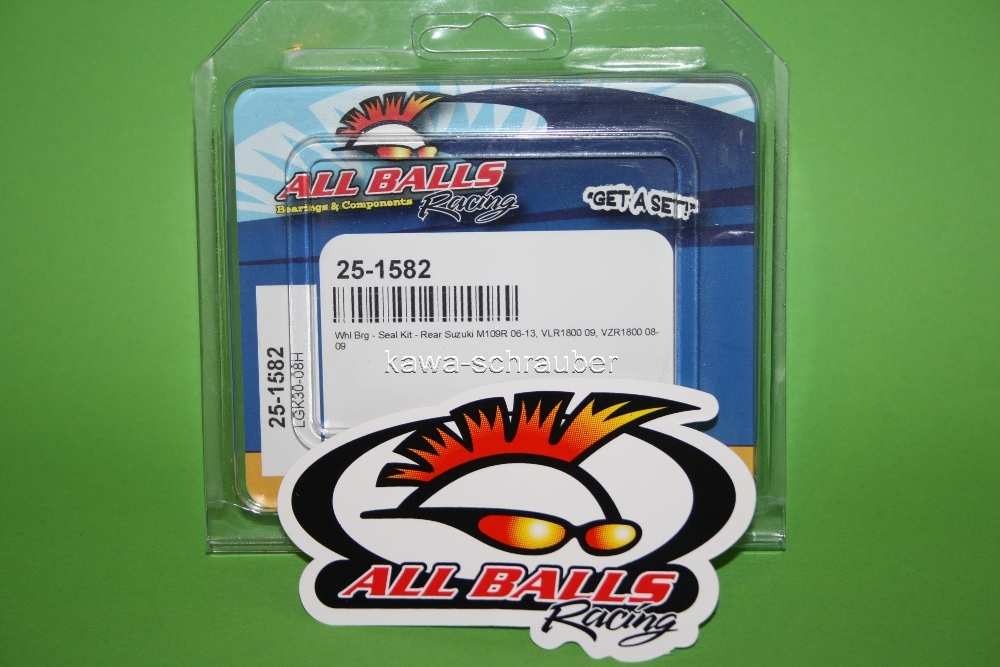 ALL BALLS
Bearings & Components
Racing
"GET A SET!"
25-1582
Whl Brg - Seal Kit - Rear Suzuki M109R 06-13, VLR1800 09, VZR1800 08-
09
kawa-schrauber
25-1582
LGK30-08H
ALL BALLS
Racing